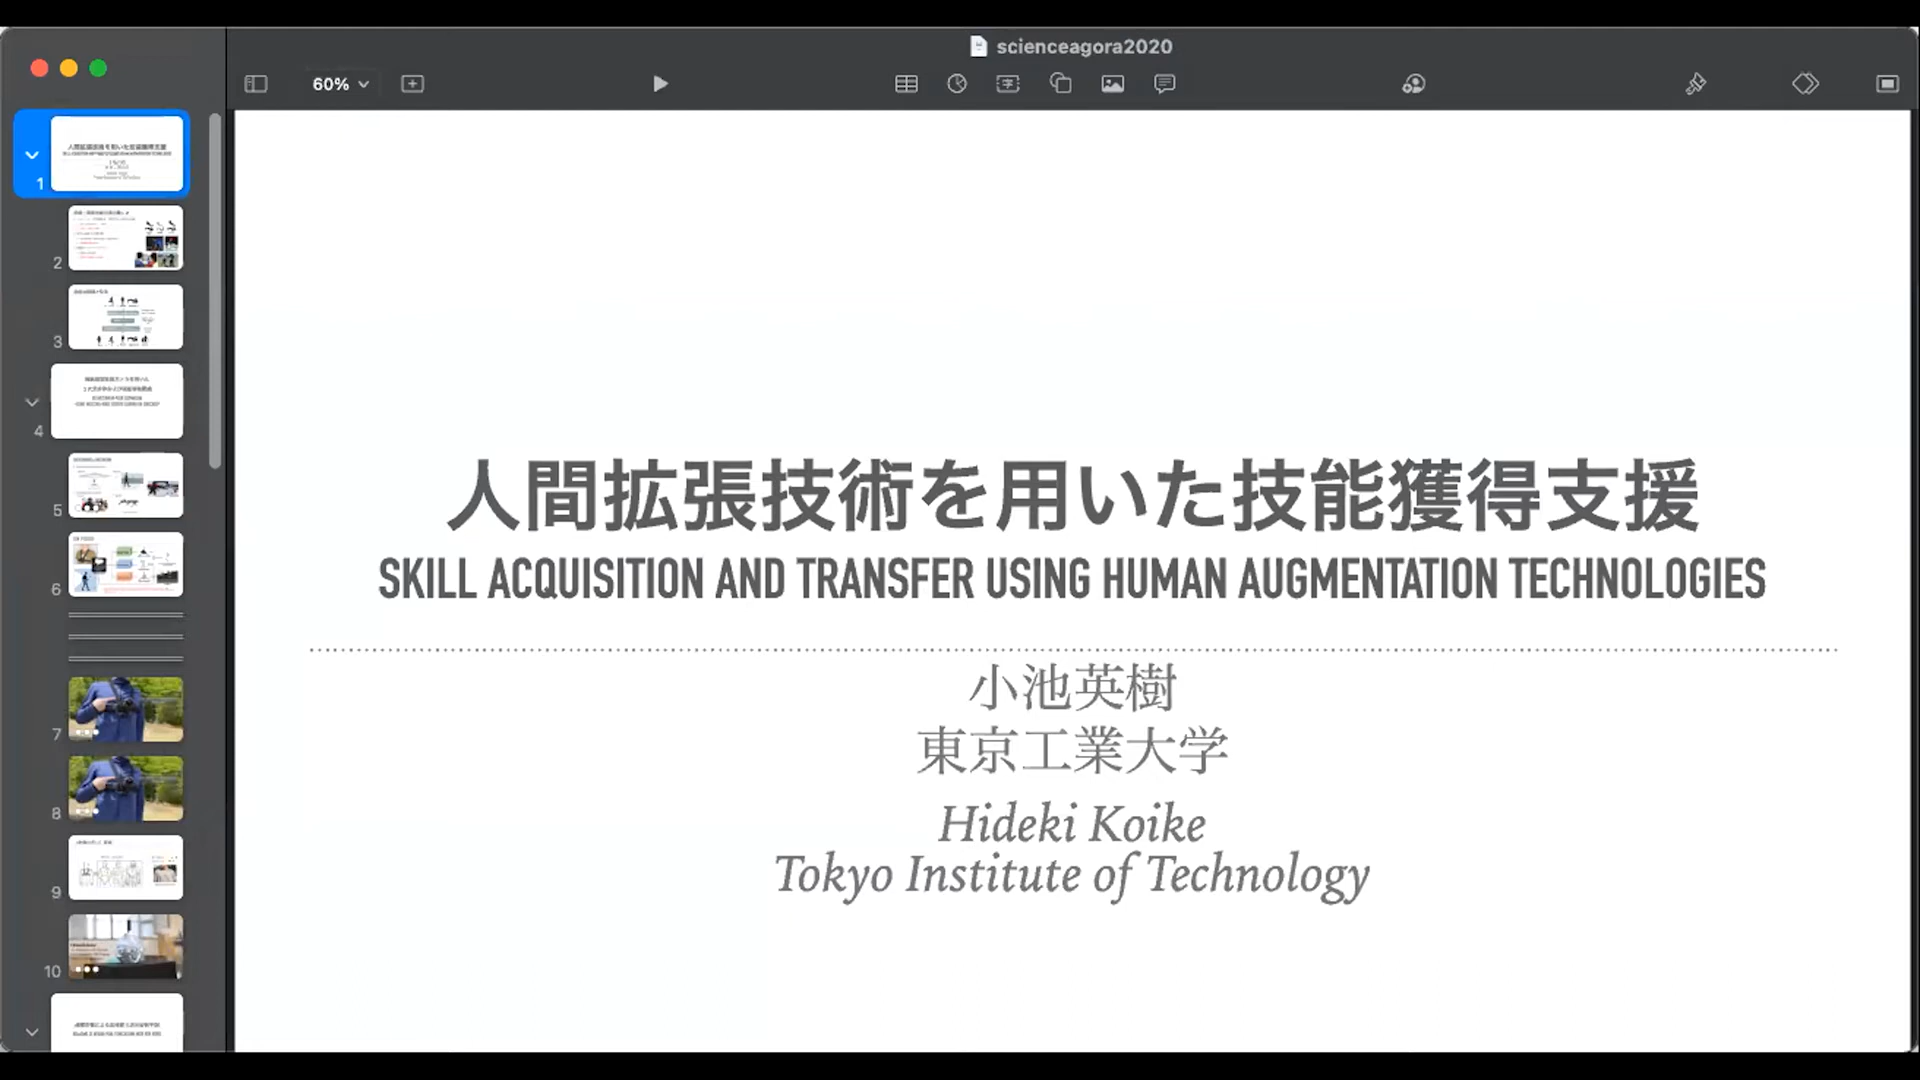 scienceagora2020
60%
人間拡張技術を用いた技能獲得支援
SKILL ACQUISITION AND TRANSFER USING HUMAN AUGMENTATION TECHNOLOGIES
小池英樹
東京工業大学
Hideki Koike
Tokyo Institute of Technology
1
2
3
4
5
6
7
8
9
10